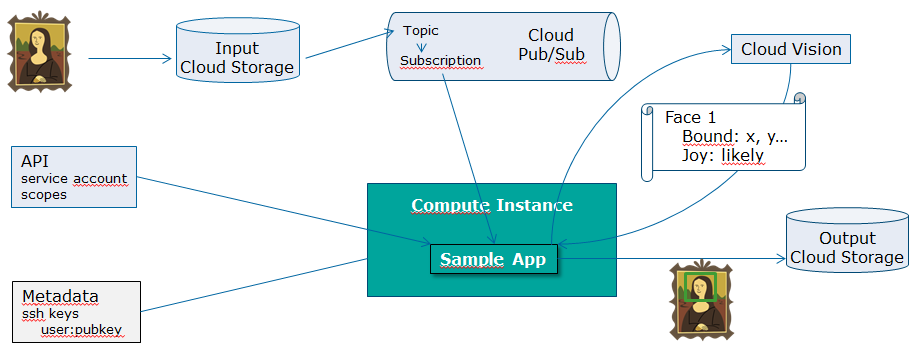 Input
Cloud Storage
Topic
Subscription
Cloud
Pub/Sub
Cloud Vision
Face 1
Bound: x, y…
Joy: likely
API
service account
scopes
Compute Instance
Sample App
Output
Cloud Storage
Metadata
ssh keys
user:pubkey